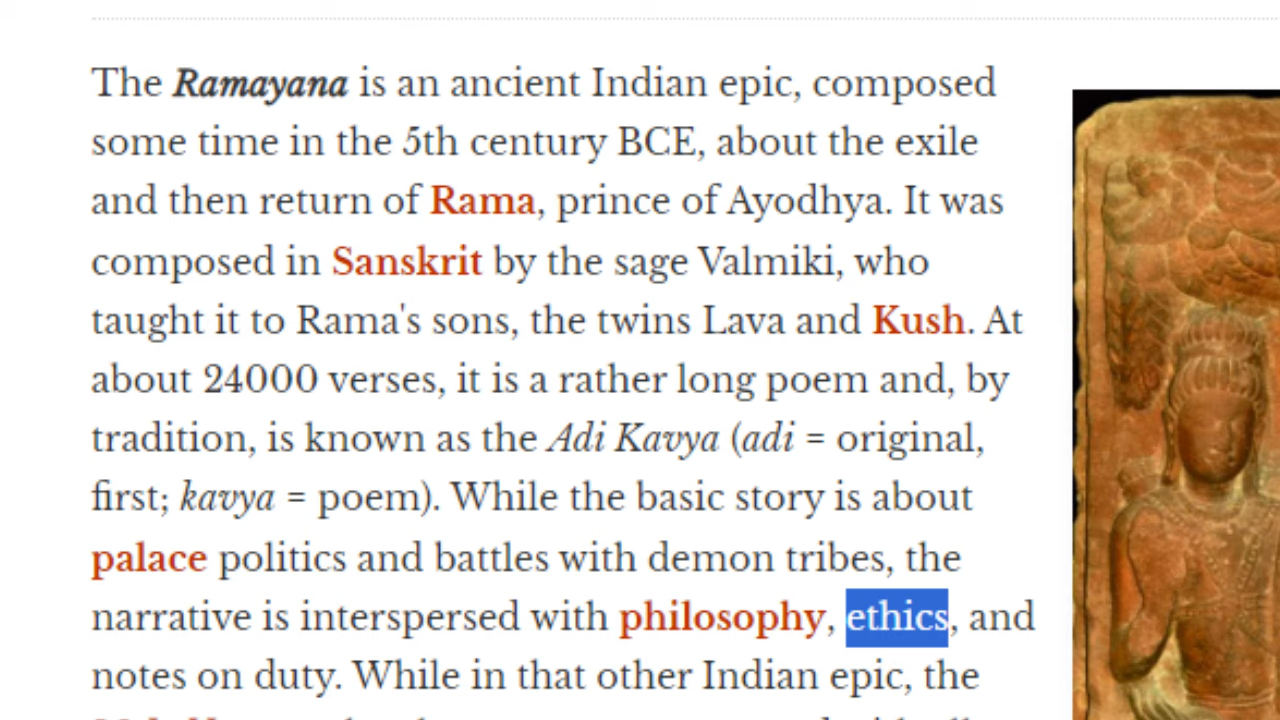 The Ramayana is an ancient Indian epic, composed
some time in the 5th century BCE, about the exile
and then return of Rama, prince of Ayodhya. It was
composed in Sanskrit by the sage Valmiki, who
taught it to Rama's sons, the twins Lava and Kush. At
about 24000 verses, it is a rather long poem and, by
tradition, is known as the Adi Kavya (adi = original,
first; kavya = poem). While the basic story is about
palace politics and battles with demon tribes, the
narrative is interspersed with philosophy, ethics, and
notes on duty. While in that other Indian epic, the